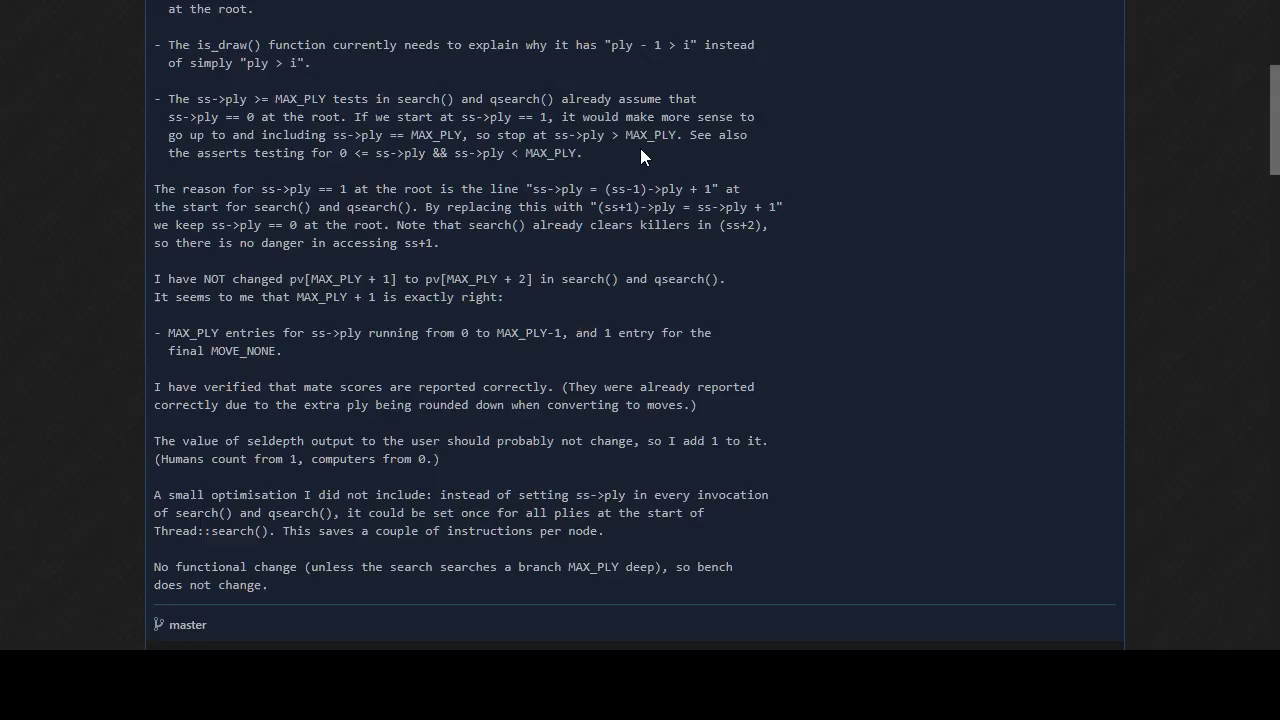 at the root.
- The is_draw() function currently needs to explain why it has "ply - 1 > i" instead
of simply "ply > i".
- The ss->ply >= MAX_PLY tests in search() and qsearch() already assume that
ss->ply == 0 at the root. If we start at ss->ply == 1, it would make more sense to
go up to and including ss->ply == MAX_PLY, so stop at ss->ply > MAX_PLY. See also
the asserts testing for 0 <= ss->ply && ss->ply < MAX_PLY.
The reason for ss->ply == 1 at the root is the line "ss->ply = (ss-1)->ply + 1" at
the start for search() and qsearch(). By replacing this with "(ss+1)->ply = ss->ply + 1"
we keep ss->ply == 0 at the root. Note that search() already clears killers in (ss+2),
so there is no danger in accessing ss+1.
I have NOT changed pv[MAX_PLY + 1] to pv[MAX_PLY + 2] in search() and qsearch().
It seems to me that MAX_PLY + 1 is exactly right:
- MAX_PLY entries for ss->ply running from 0 to MAX_PLY-1, and 1 entry for the
final MOVE_NONE.
I have verified that mate scores are reported correctly. (They were already reported
correctly due to the extra ply being rounded down when converting to moves.)
The value of seldepth output to the user should probably not change, so I add 1 to it.
(Humans count from 1, computers from 0.)
A small optimisation I did not include: instead of setting ss->ply in every invocation
of search() and qsearch(), it could be set once for all plies at the start of
Thread::search(). This saves a couple of instructions per node.
No functional change (unless the search searches a branch MAX_PLY deep), so bench
does not change.
master